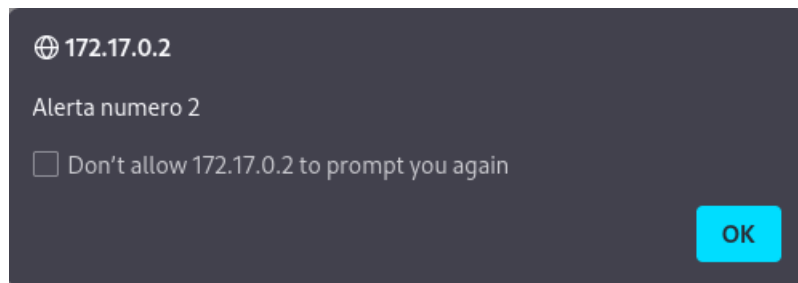 172.17.0.2
Alerta numero 2
Don’t allow 172.17.0.2 to prompt you again
OK